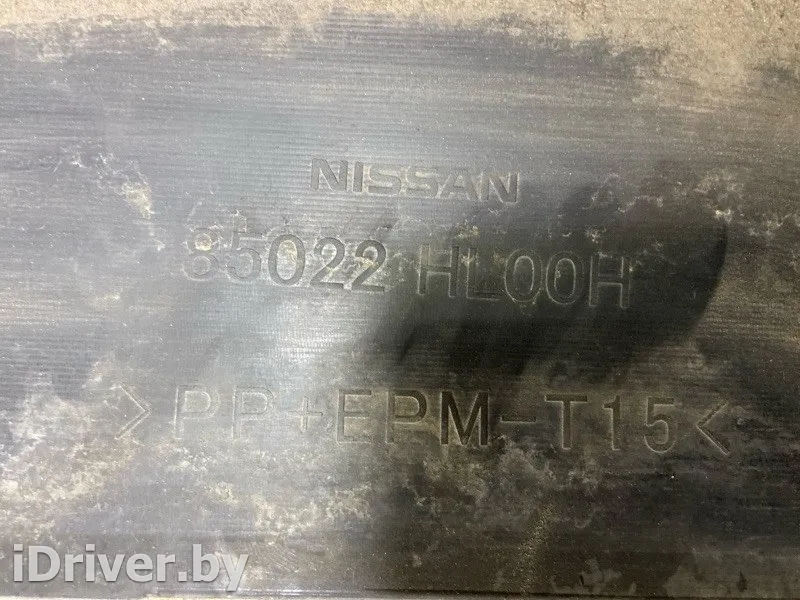 NISSAN
85022 HL00H
>PP+EPM-T15<
iDriver.by